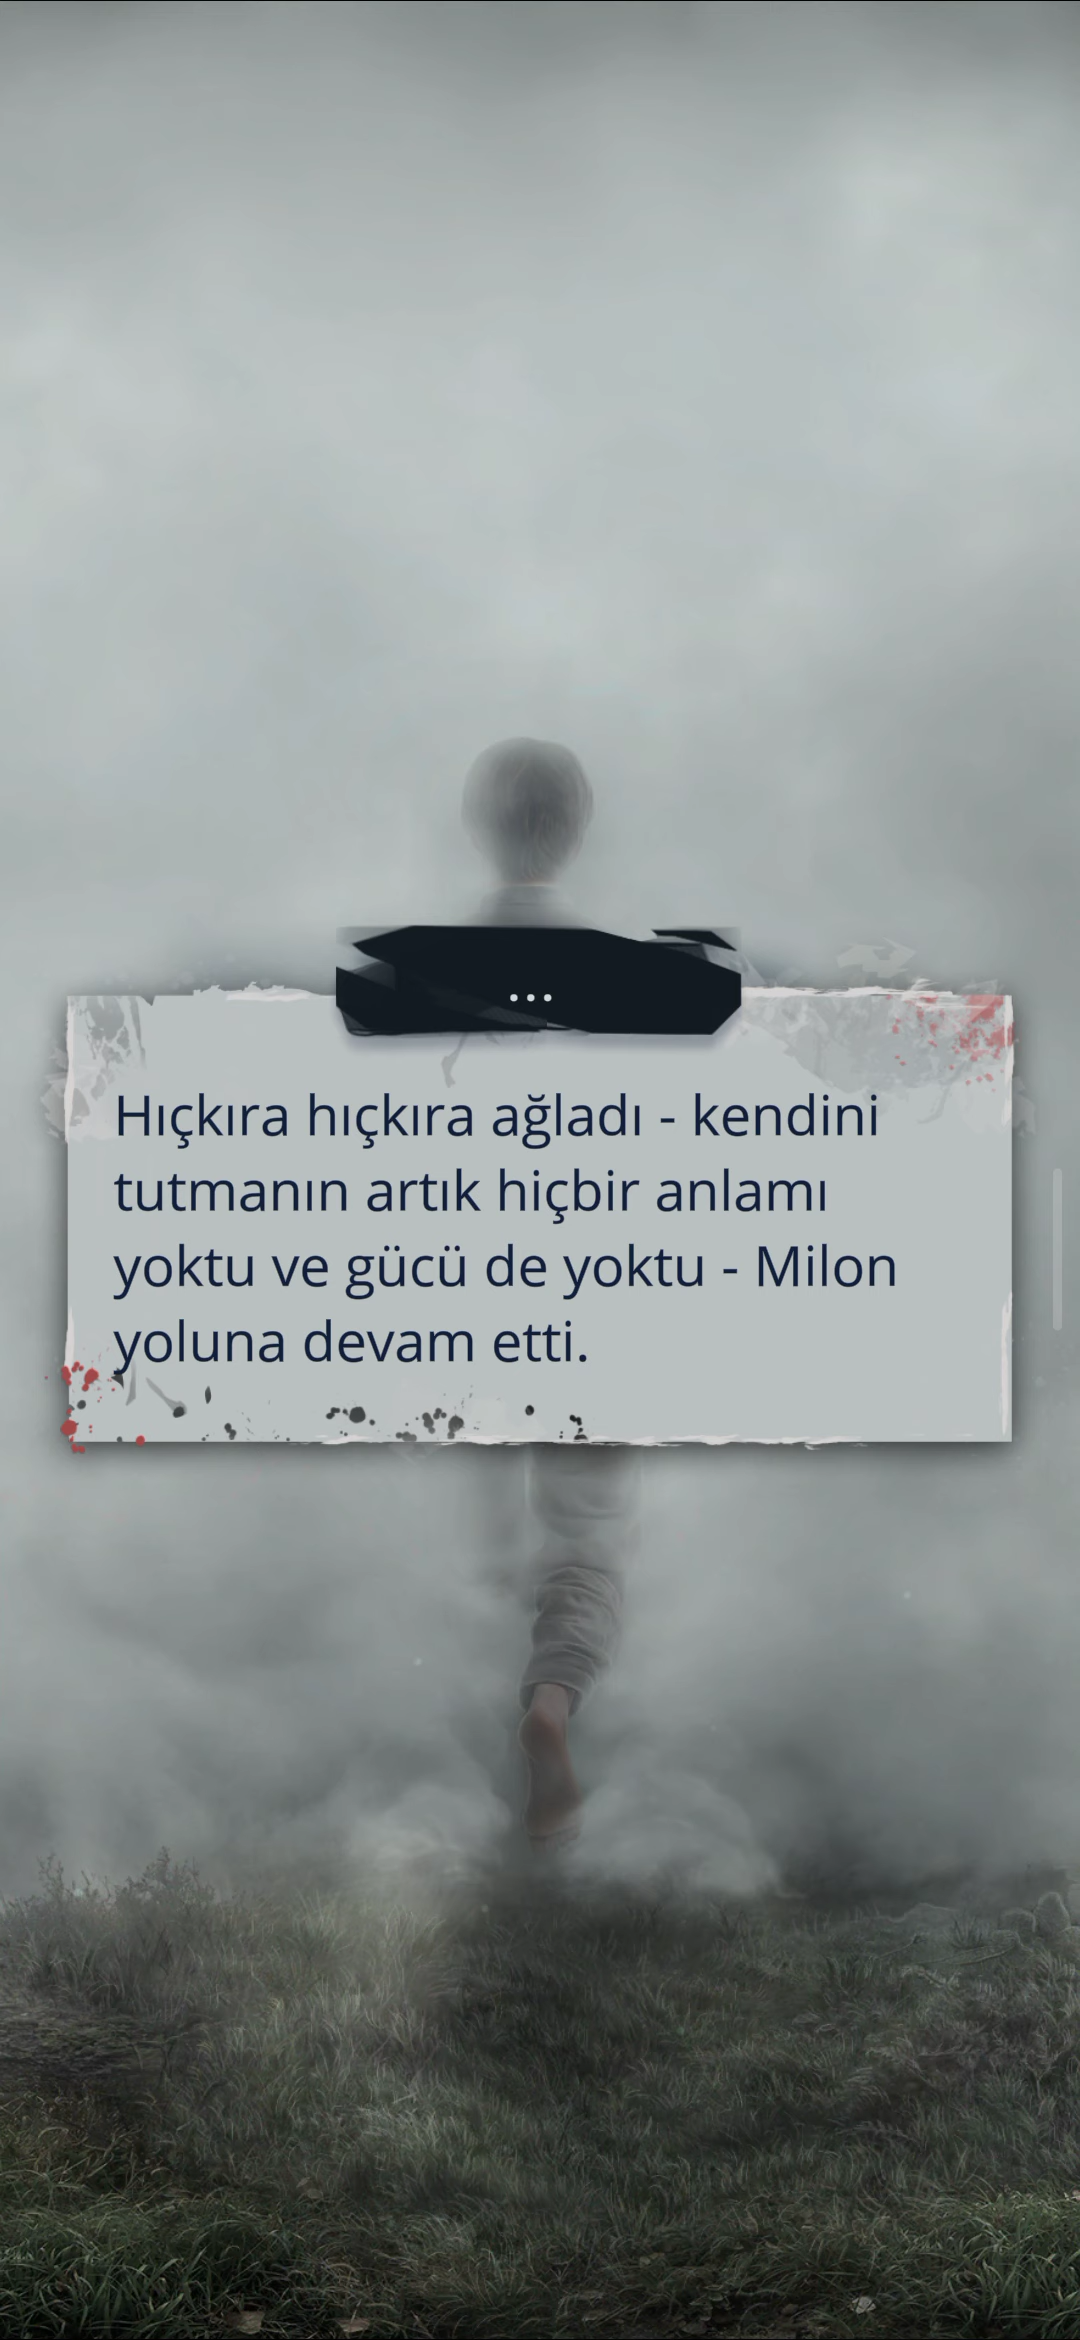 ...
Hıçkıra hıçkıra ağladı - kendini
tutmanın artık hiçbir anlamı
yoktu ve gücü de yoktu - Milon
yoluna devam etti.